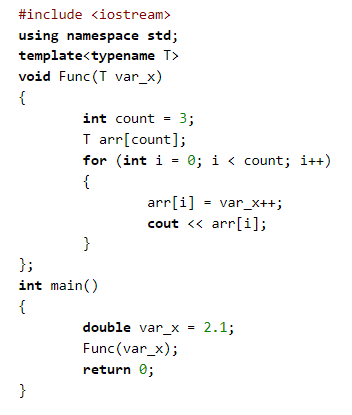 #include <iostream>
using namespace std;
template<typename T>
void Func(T var_x)
{
        int count = 3;
        T arr[count];
        for (int i = 0; i < count; i++)
        {
                arr[i] = var_x++;
                cout << arr[i];
        }
};
int main()
{
        double var_x = 2.1;
        Func(var_x);
        return 0;
}